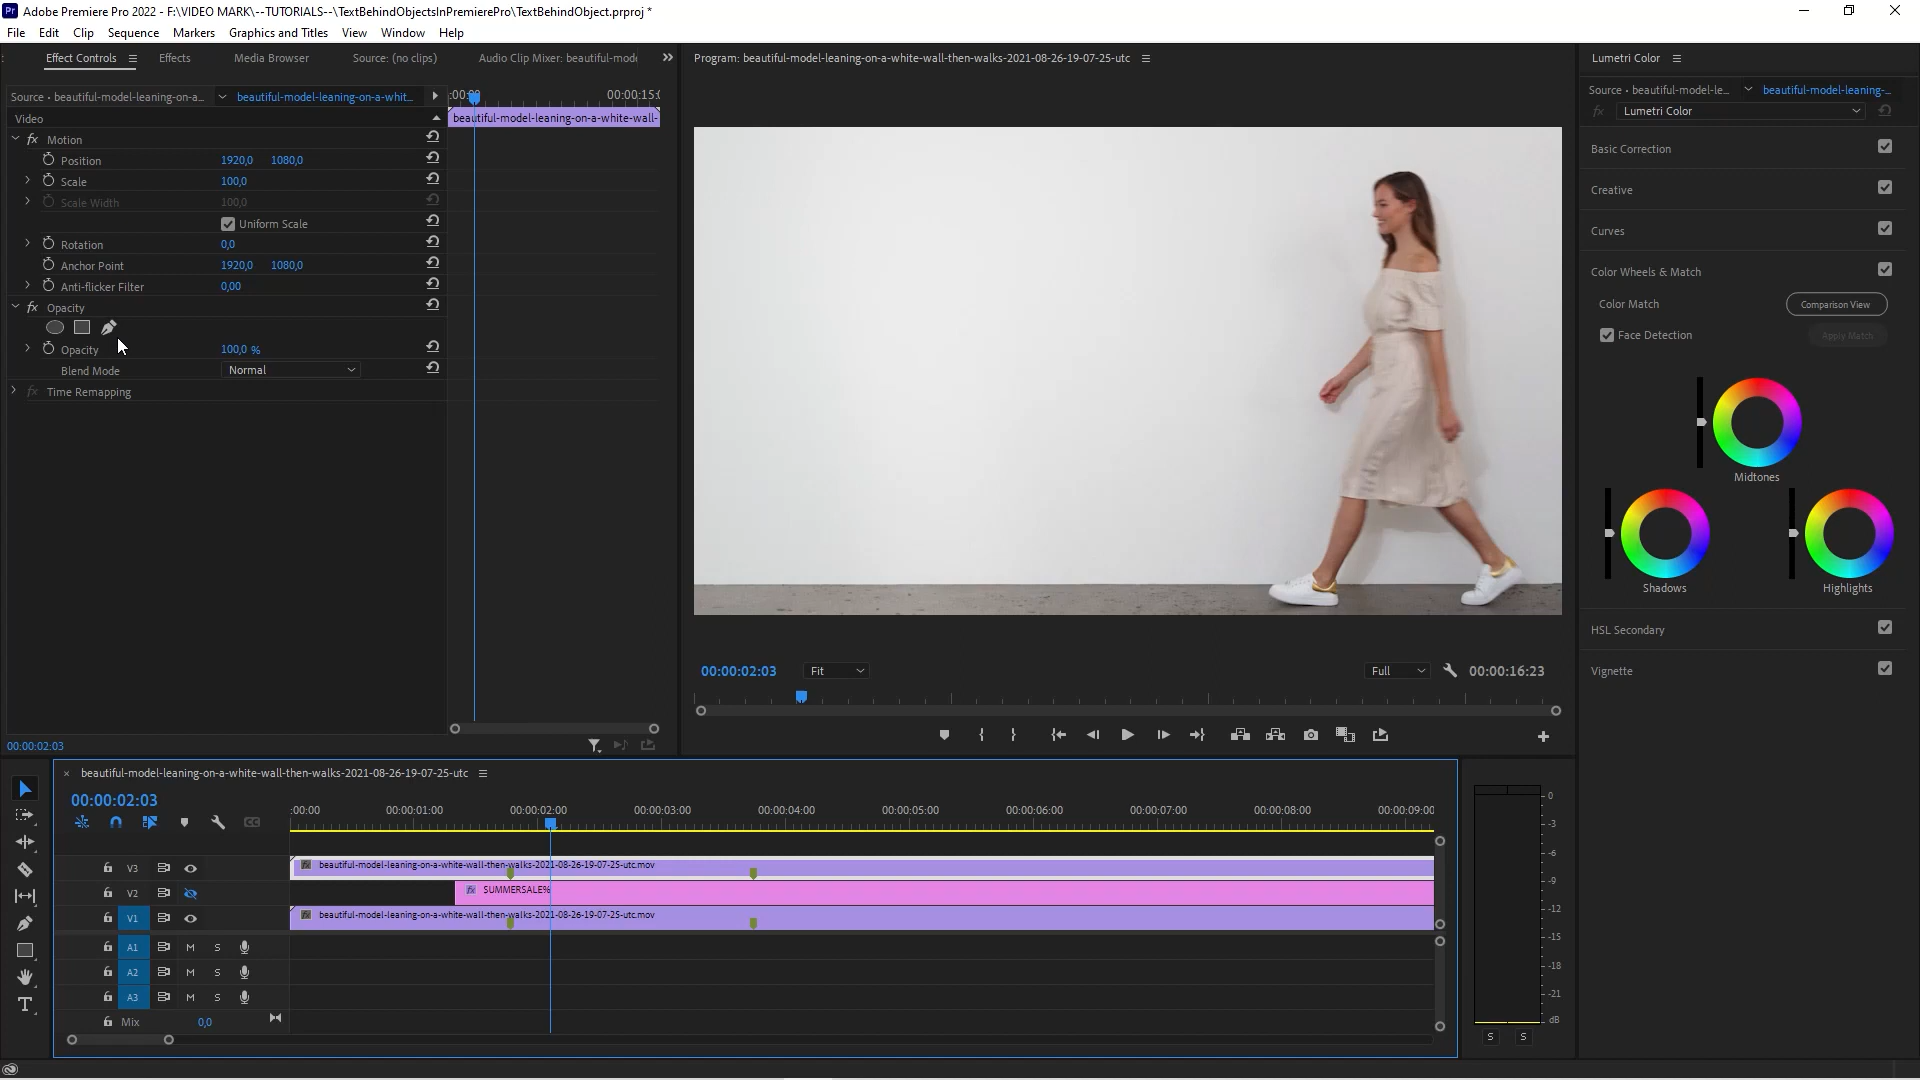 Pr Adobe Premiere Pro 2022 - F:\VIDEO MARK\--TUTORIALS--\TextBehindObjectsInPremierePro\TextBehindObject.prproj *
File Edit Clip Sequence Markers Graphics and Titles View Window Help
Effect Controls Effects Media Browser Source: (no clips) Audio Clip Mixer: beautiful-mode
Source • beautiful-model-leaning-on-a... beautiful-model-leaning-on-a-whit...
:00:00 00:00:15:0
Video
beautiful-model-leaning-on-a-white-wall-
fx Motion
Position 1920,0 1080,0
Scale 100,0
Scale Width 100,0
Uniform Scale
Rotation 0,0
Anchor Point 1920,0 1080,0
Anti-flicker Filter 0,00
fx Opacity
Opacity 100,0 %
Blend Mode Normal
fx Time Remapping
00:00:02:03
Program: beautiful-model-leaning-on-a-white-wall-then-walks-2021-08-26-19-07-25-utc
00:00:02:03 Fit Full 00:00:16:23
Lumetri Color
Source • beautiful-model-le... beautiful-model-leaning-...
fx Lumetri Color
Basic Correction
Creative
Curves
Color Wheels & Match
Color Match Comparison View
Face Detection Apply Match
Midtones
Shadows Highlights
HSL Secondary
Vignette
× beautiful-model-leaning-on-a-white-wall-then-walks-2021-08-26-19-07-25-utc
00:00:02:03
:00:00 00:00:01:00 00:00:02:00 00:00:03:00 00:00:04:00 00:00:05:00 00:00:06:00 00:00:07:00 00:00:08:00 00:00:09:00
CC
V3 fx beautiful-model-leaning-on-a-white-wall-then-walks-2021-08-26-19-07-25-utc.mov
V2 fx SUMMERSALE%
V1 fx beautiful-model-leaning-on-a-white-wall-then-walks-2021-08-26-19-07-25-utc.mov
A1 M S
A2 M S
A3 M S
Mix 0,0
0
-3
-6
-9
-12
-15
-18
-21
dB
S S